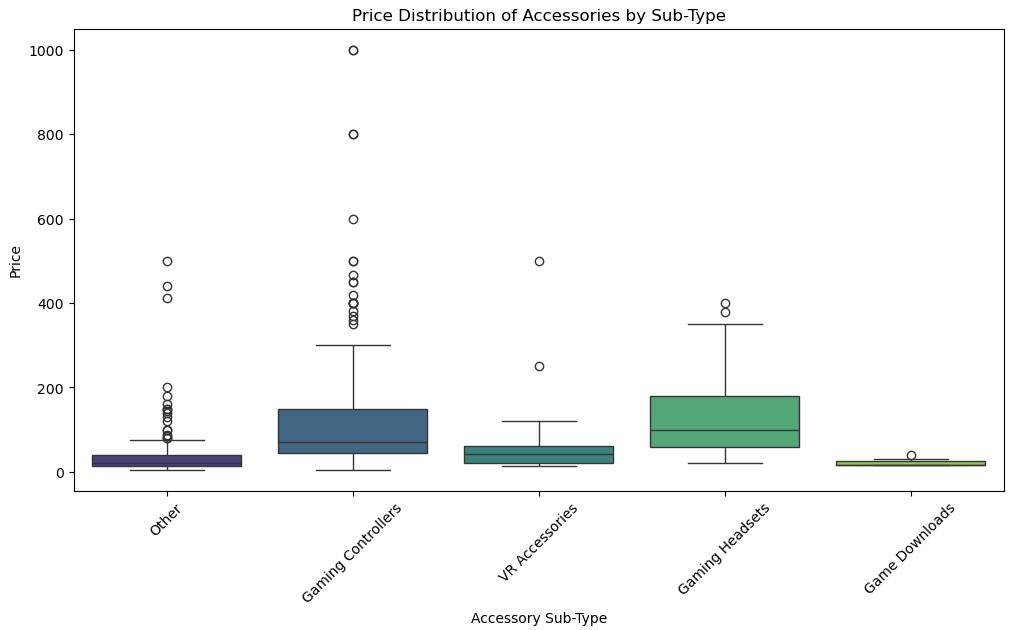 Price Distribution of Accessories by Sub-Type
1000
800
600
400
200
0
Price
Other
Gaming Controllers
VR Accessories
Gaming Headsets
Game Downloads
Accessory Sub-Type